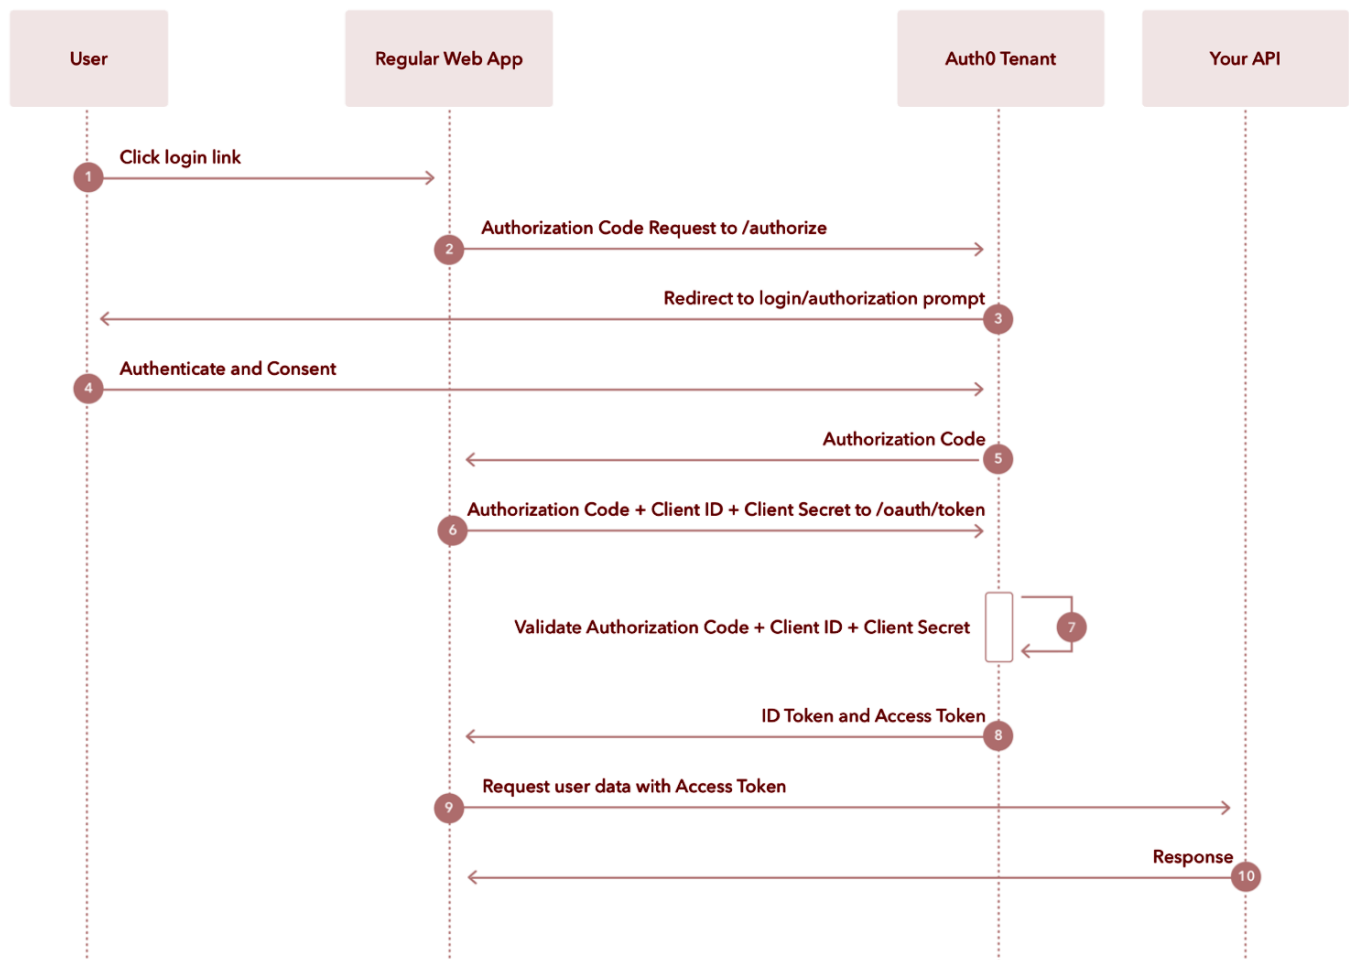 User
Regular Web App
Auth0 Tenant
Your API
Click login link
1
Authorization Code Request to /authorize
2
Redirect to login/authorization prompt
3
Authenticate and Consent
4
Authorization Code
5
Authorization Code + Client ID + Client Secret to /oauth/token
6
Validate Authorization Code + Client ID + Client Secret
7
ID Token and Access Token
8
Request user data with Access Token
9
Response
10